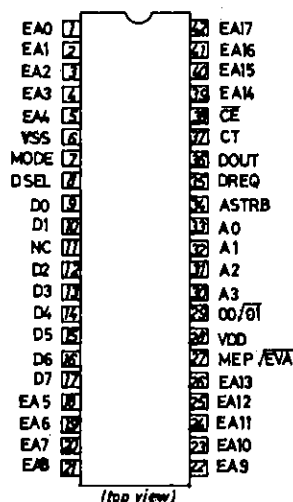 EA0 1 42 EA17
EA1 2 41 EA16
EA2 3 40 EA15
EA3 4 39 EA14
EA4 5 38 CE
VSS 6 37 CT
MODE 7 36 DOUT
DSEL 8 35 DREQ
D0 9 34 ASTRB
D1 10 33 A0
NC 11 32 A1
D2 12 31 A2
D3 13 30 A3
D4 14 29 OD/OI
D5 15 28 VDD
D6 16 27 MEP/EVA
D7 17 26 EA13
EA5 18 25 EA12
EA6 19 24 EA11
EA7 20 23 EA10
EA8 21 22 EA9
(top view)